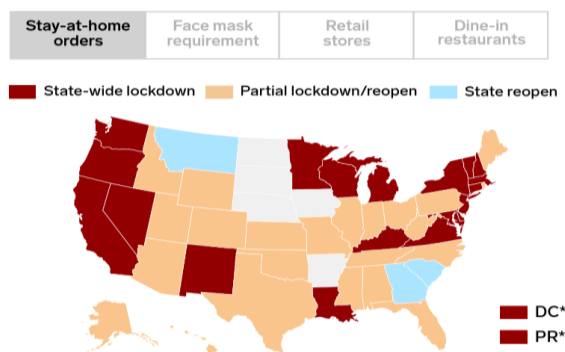 Stay-at-home
orders
Face mask
requirement
Retail
stores
Dine-in
restaurants
State-wide lockdown
Partial lockdown/reopen
State reopen
DC*
PR*